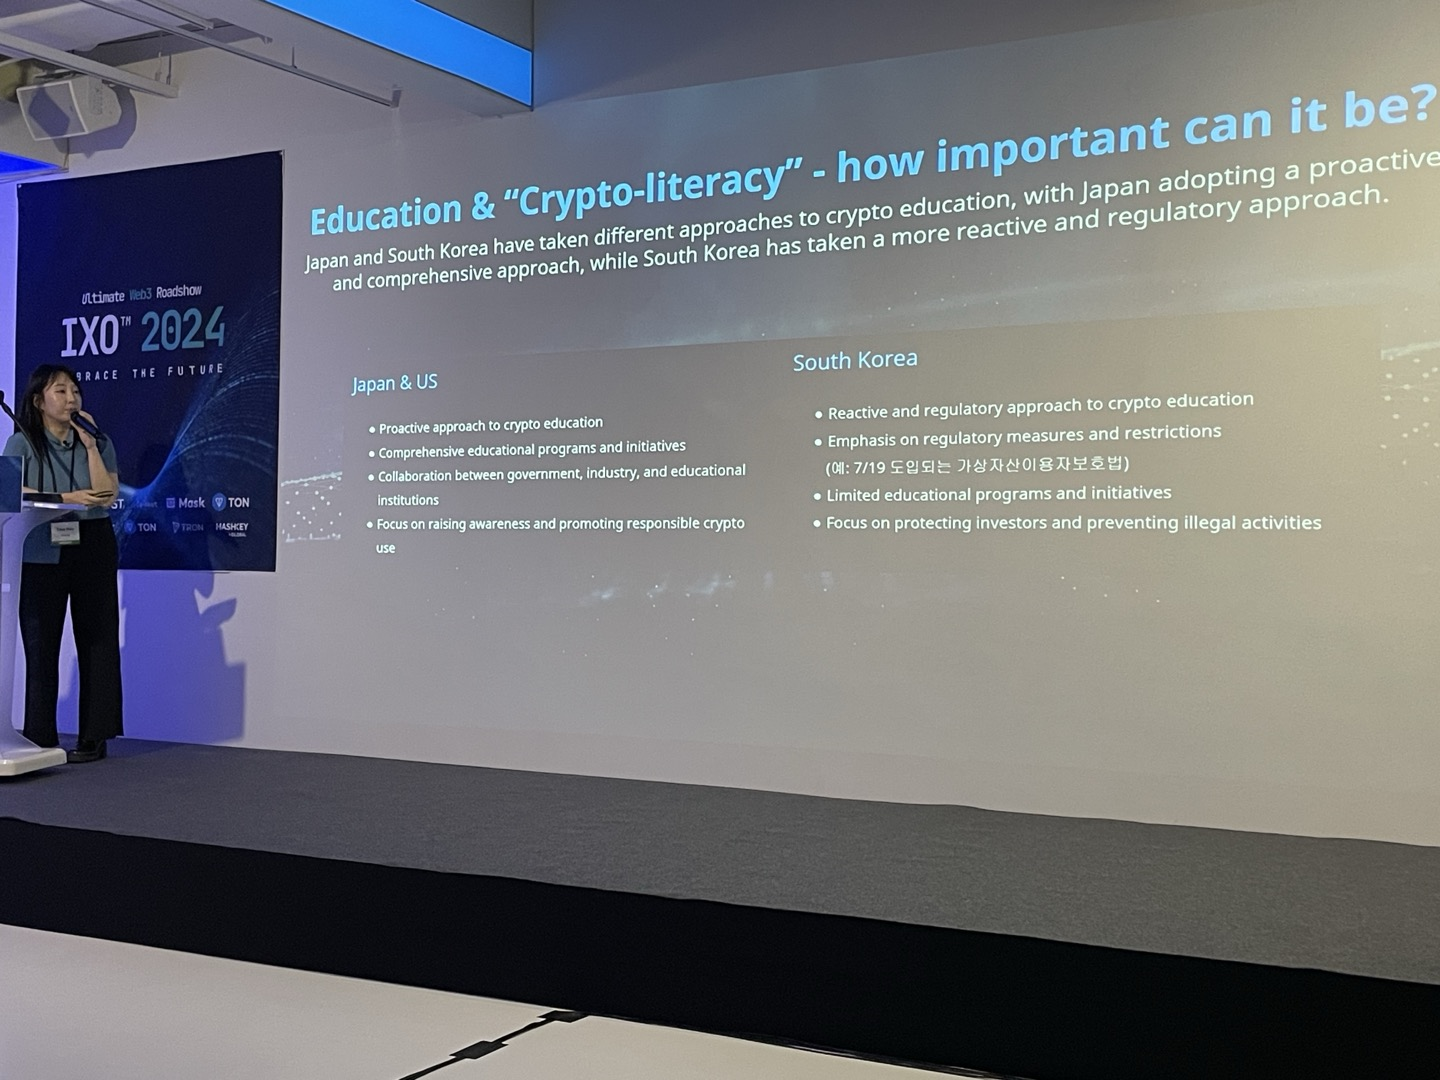 Education & “Crypto-literacy” - how important can it be?
Japan and South Korea have taken different approaches to crypto education, with Japan adopting a proactive
and comprehensive approach, while South Korea has taken a more reactive and regulatory approach.
Japan & US
● Proactive approach to crypto education
● Comprehensive educational programs and initiatives
● Collaboration between government, industry, and educational
institutions
● Focus on raising awareness and promoting responsible crypto
use
South Korea
● Reactive and regulatory approach to crypto education
● Emphasis on regulatory measures and restrictions
(예: 7/19 도입되는 가상자산이용자보호법)
● Limited educational programs and initiatives
● Focus on protecting investors and preventing illegal activities
Ultimate Web3 Roadshow
IXO™ 2024
BRACE THE FUTURE
ST Mask TON
TON TRON HASHKEY
GLOBAL